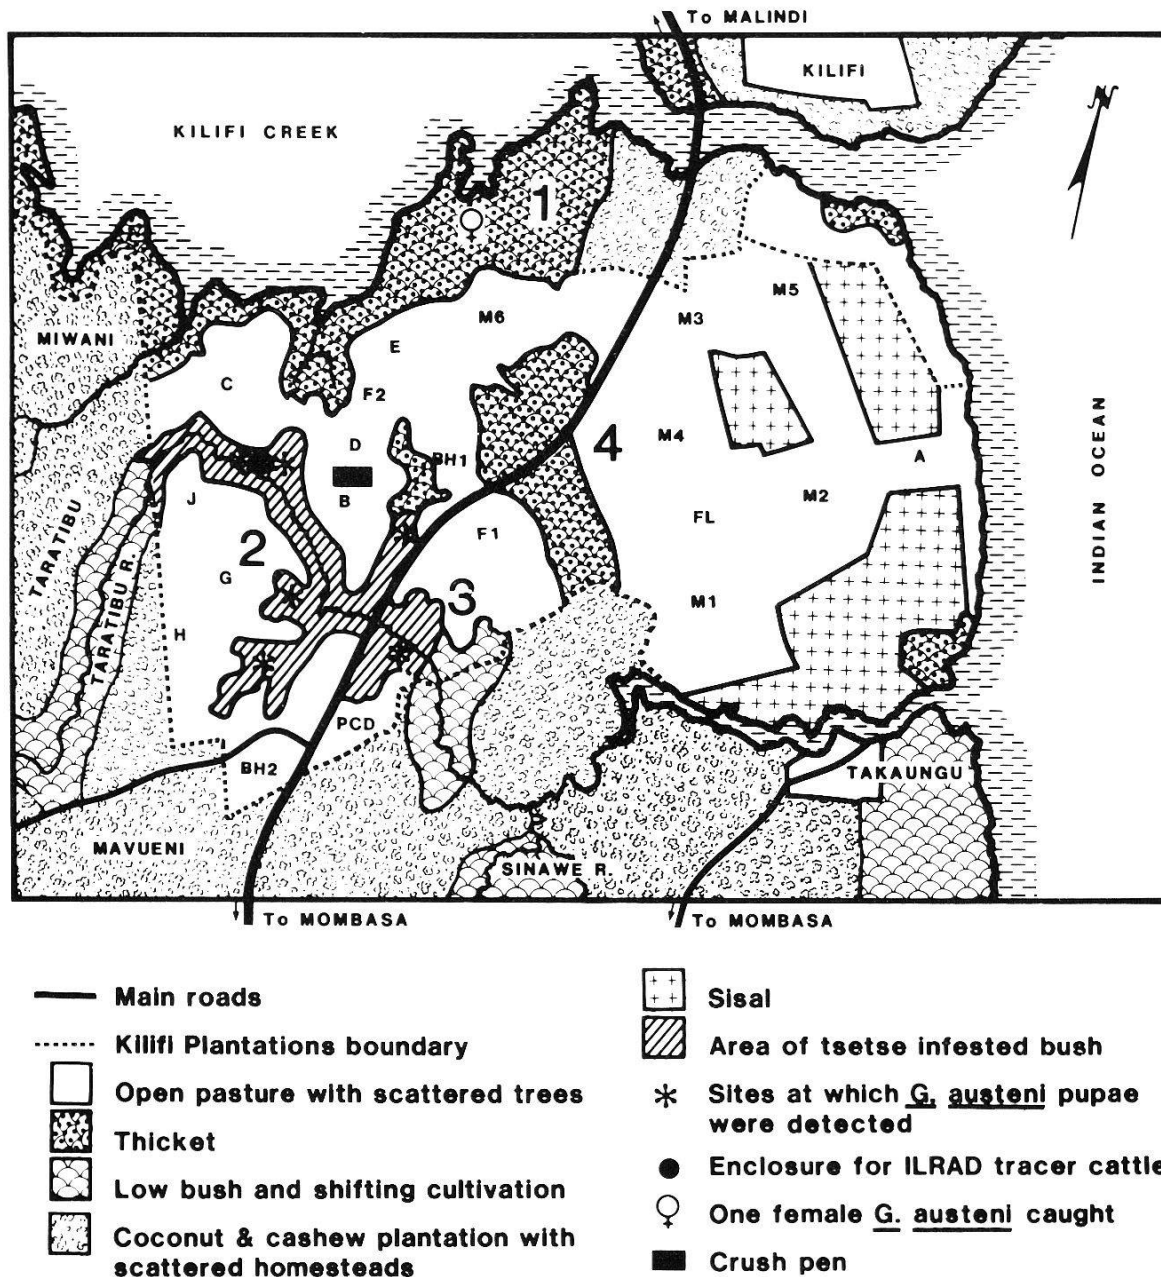 To MALINDI
KILIFI
N
KILIFI CREEK
1
M5
MIWANI
M6
M3
E
C
F2
INDIAN OCEAN
D
BH1
M4
4
A
B
J
M2
TARATIBU
TARATIBU R.
2
F1
FL
G
3
M1
H
PCD
BH2
TAKAUNGU
MAVUENI
SINAWE R.
To MOMBASA
To MOMBASA
Main roads
Kilifi Plantations boundary
Open pasture with scattered trees
Thicket
Low bush and shifting cultivation
Coconut & cashew plantation with
scattered homesteads
Sisal
Area of tsetse infested bush
Sites at which G. austeni pupae
were detected
Enclosure for ILRAD tracer cattle
One female G. austeni caught
Crush pen